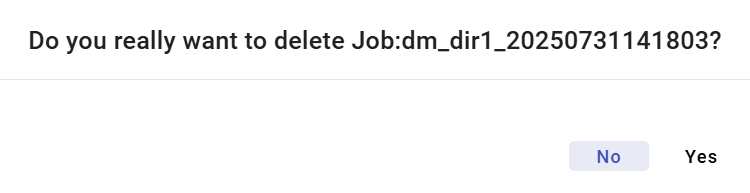 Do you really want to delete Job:dm_dir1_20250731141803?
No
Yes